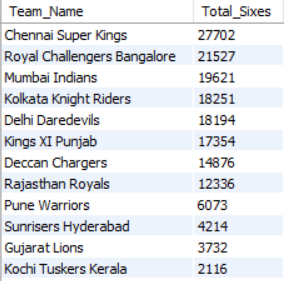 Team_Name Total_Sixes
Chennai Super Kings 27702
Royal Challengers Bangalore 21527
Mumbai Indians 19621
Kolkata Knight Riders 18251
Delhi Daredevils 18194
Kings XI Punjab 17354
Deccan Chargers 14876
Rajasthan Royals 12336
Pune Warriors 6073
Sunrisers Hyderabad 4214
Gujarat Lions 3732
Kochi Tuskers Kerala 2116